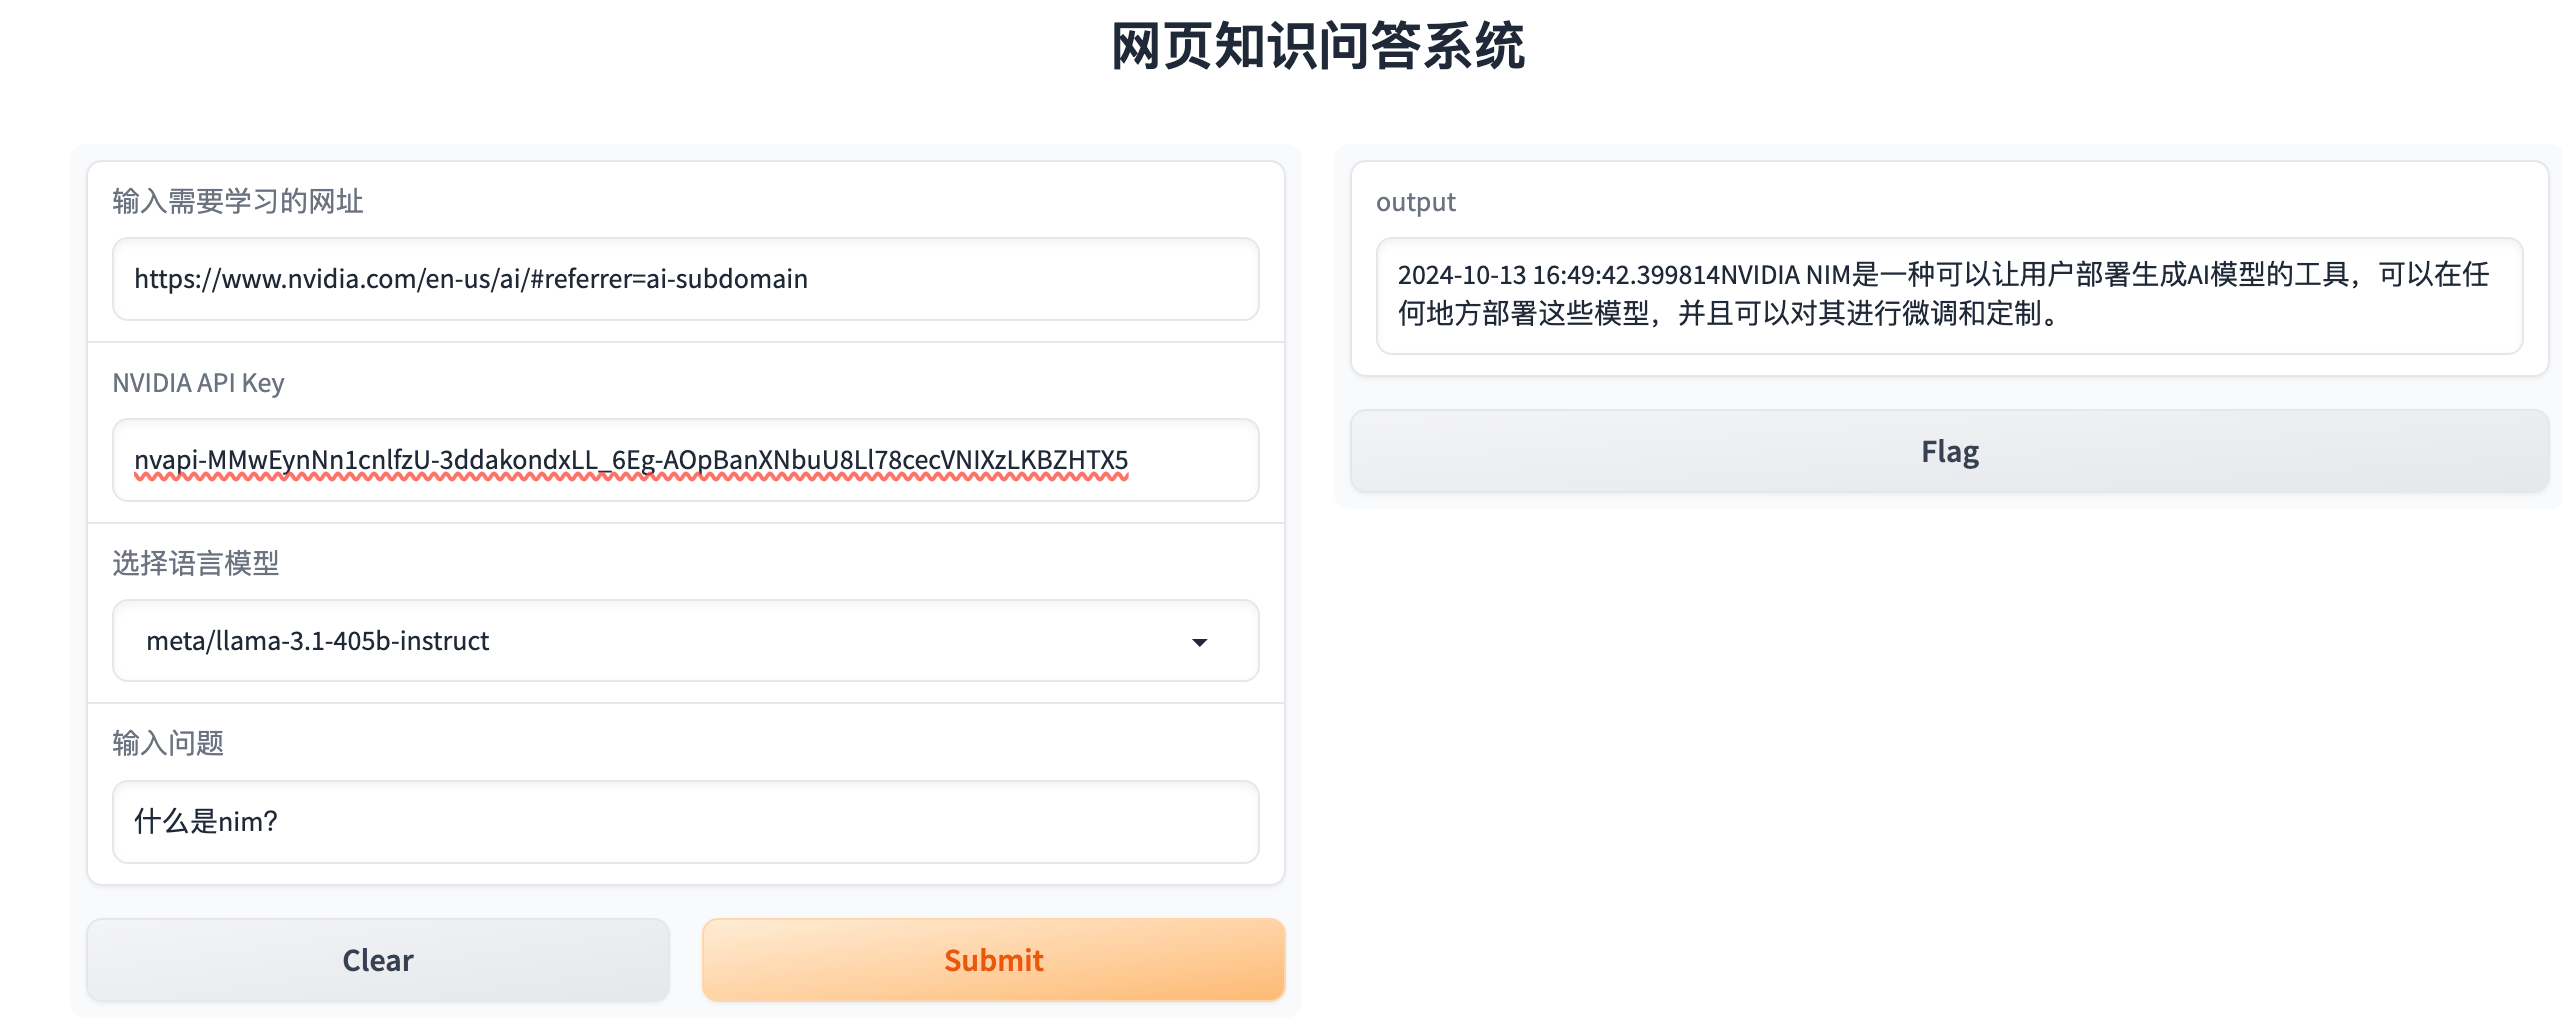 网页知识问答系统
输入需要学习的网址
https://www.nvidia.com/en-us/ai/#referrer=ai-subdomain
NVIDIA API Key
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
选择语言模型
meta/llama-3.1-405b-instruct
输入问题
什么是nim?
Clear
Submit
output
2024-10-13 16:49:42.399814NVIDIA NIM是一种可以让用户部署生成AI模型的工具，可以在任
何地方部署这些模型，并且可以对其进行微调和定制。
Flag